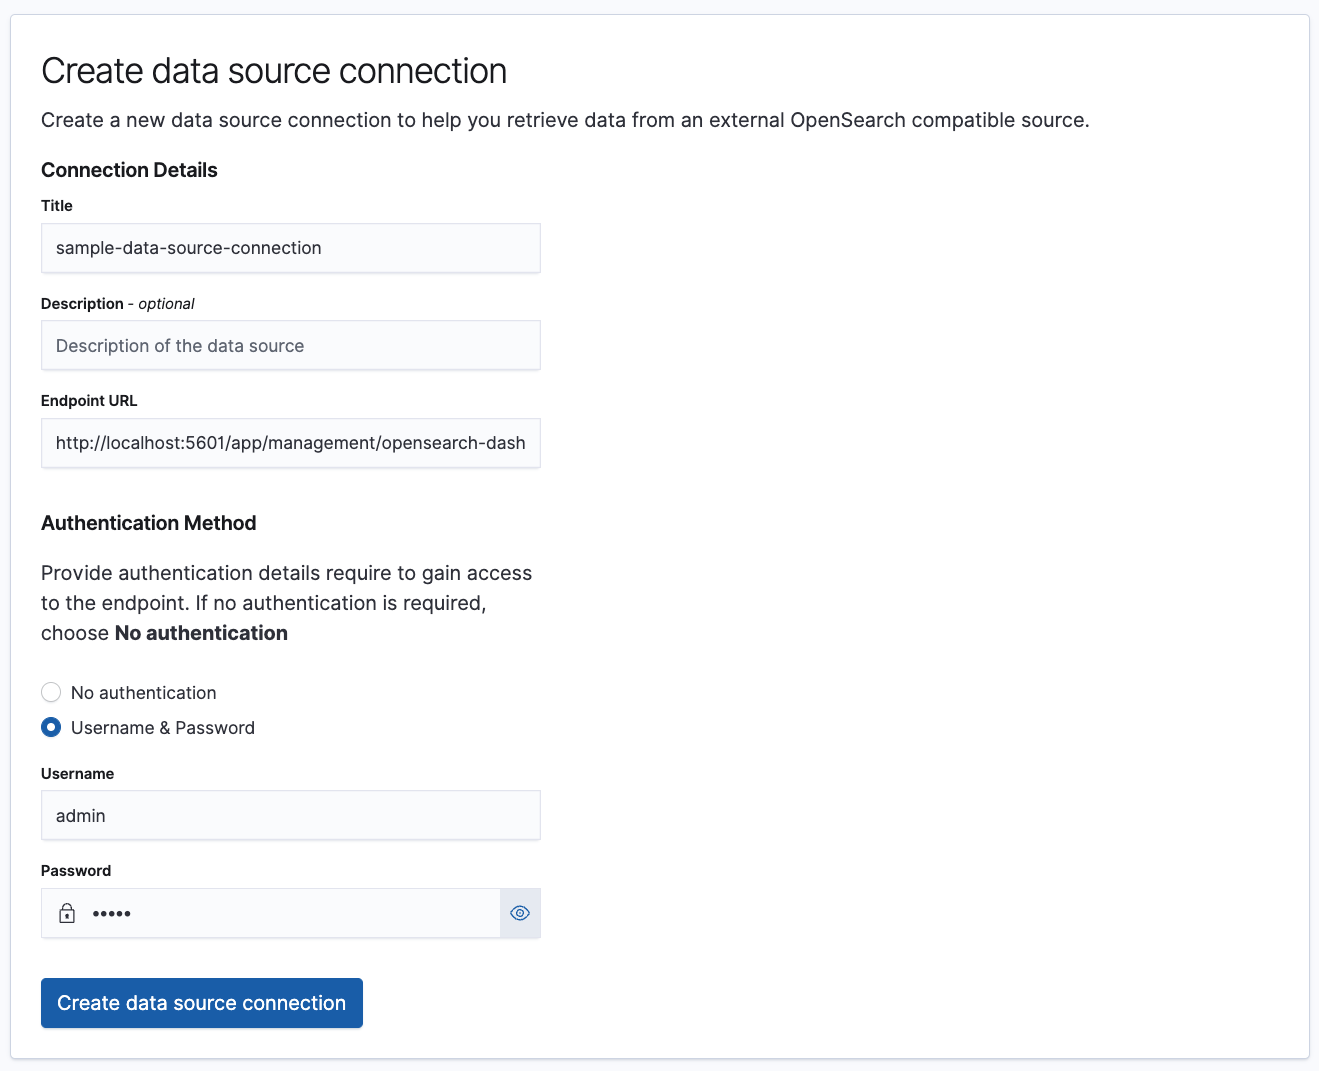 Create data source connection
Create a new data source connection to help you retrieve data from an external OpenSearch compatible source.
Connection Details
Title
sample-data-source-connection
Description - optional
Description of the data source
Endpoint URL
http://localhost:5601/app/management/opensearch-dash
Authentication Method
Provide authentication details require to gain access
to the endpoint. If no authentication is required,
choose No authentication
No authentication
Username & Password
Username
admin
Password
•••••
Create data source connection